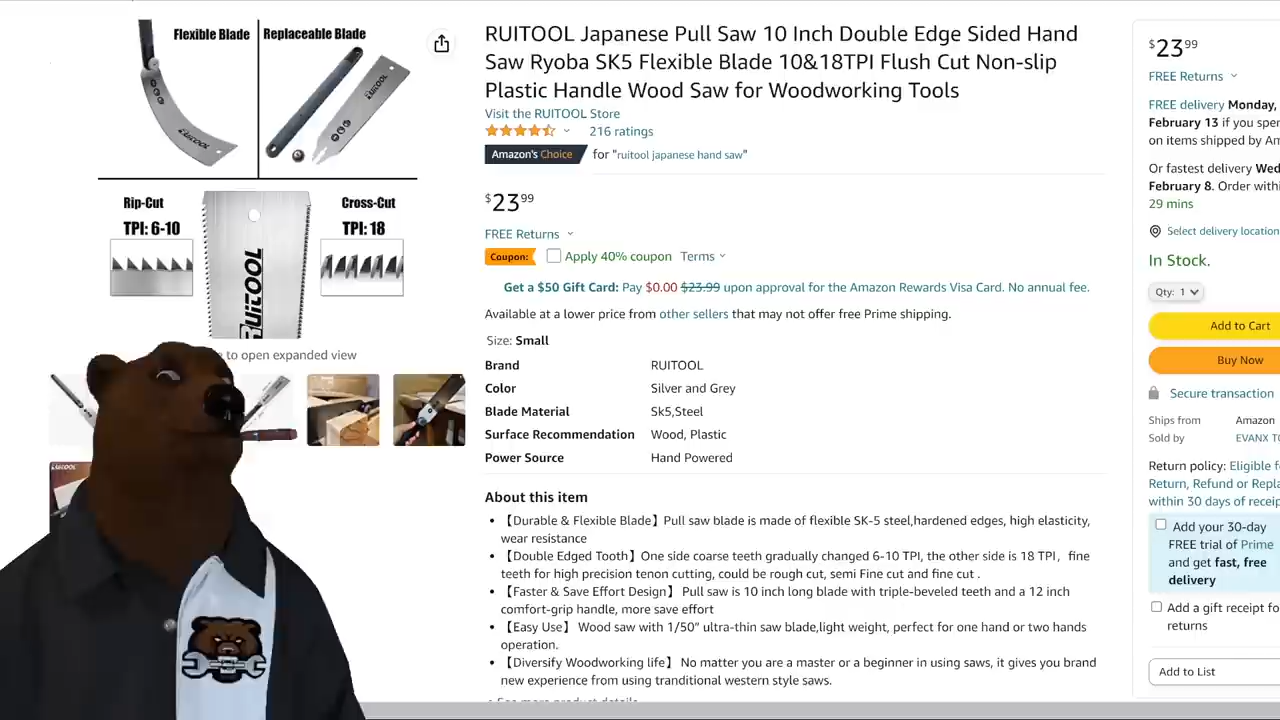 Flexible Blade
Replaceable Blade
RUITOOL
RUITOOL
Rip-Cut
Cross-Cut
TPI: 6-10
TPI: 18
RUITOOL
to open expanded view
RUITOOL Japanese Pull Saw 10 Inch Double Edge Sided Hand
Saw Ryoba SK5 Flexible Blade 10&18TPI Flush Cut Non-slip
Plastic Handle Wood Saw for Woodworking Tools
Visit the RUITOOL Store
216 ratings
Amazon's Choice for "ruitool japanese hand saw"
$23.99
FREE Returns
Coupon: Apply 40% coupon Terms
Get a $50 Gift Card: Pay $0.00 $23.99 upon approval for the Amazon Rewards Visa Card. No annual fee.
Available at a lower price from other sellers that may not offer free Prime shipping.
Size: Small
Brand RUITOOL
Color Silver and Grey
Blade Material Sk5,Steel
Surface Recommendation Wood, Plastic
Power Source Hand Powered
About this item
• 【Durable & Flexible Blade】Pull saw blade is made of flexible SK-5 steel,hardened edges, high elasticity,
wear resistance
• 【Double Edged Tooth】One side coarse teeth gradually changed 6-10 TPI, the other side is 18 TPI，fine
teeth for high precision tenon cutting, could be rough cut, semi Fine cut and fine cut .
• 【Faster & Save Effort Design】 Pull saw is 10 inch long blade with triple-beveled teeth and a 12 inch
comfort-grip handle, more save effort
• 【Easy Use】 Wood saw with 1/50” ultra-thin saw blade,light weight, perfect for one hand or two hands
operation.
• 【Diversify Woodworking life】 No matter you are a master or a beginner in using saws, it gives you brand
new experience from using tranditional western style saws.
See more product details
$23.99
FREE Returns
FREE delivery Monday,
February 13 if you spen
on items shipped by Am
Or fastest delivery Wed
February 8. Order withi
29 mins
Select delivery location
In Stock.
Qty: 1
Add to Cart
Buy Now
Secure transaction
Ships from Amazon
Sold by EVANX TO
Return policy: Eligible f
Return, Refund or Repla
within 30 days of receip
Add your 30-day
FREE trial of Prime
and get fast, free
delivery
Add a gift receipt fo
returns
Add to List